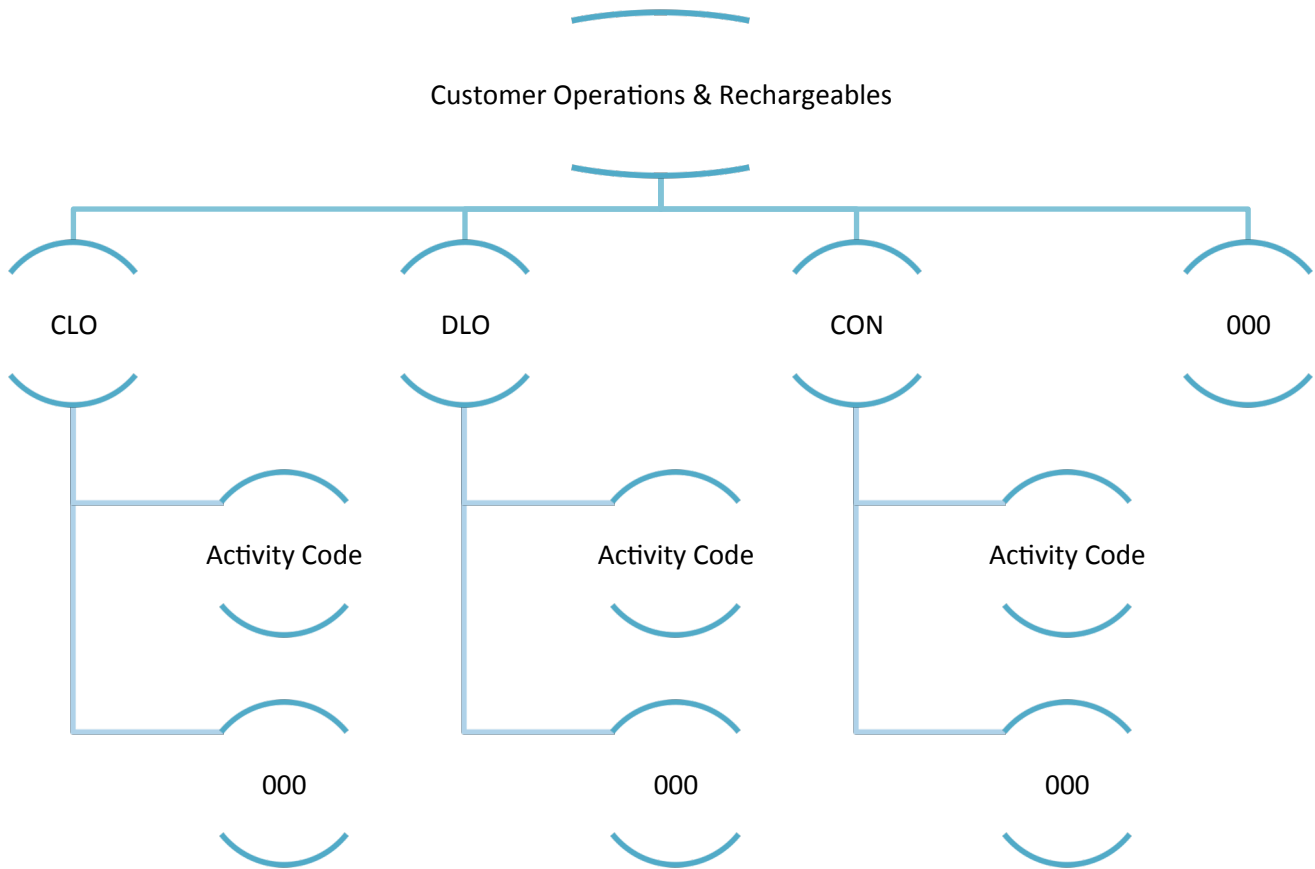 Customer Operations & Rechargeables
CLO
DLO
CON
000
Activity Code
Activity Code
Activity Code
000
000
000